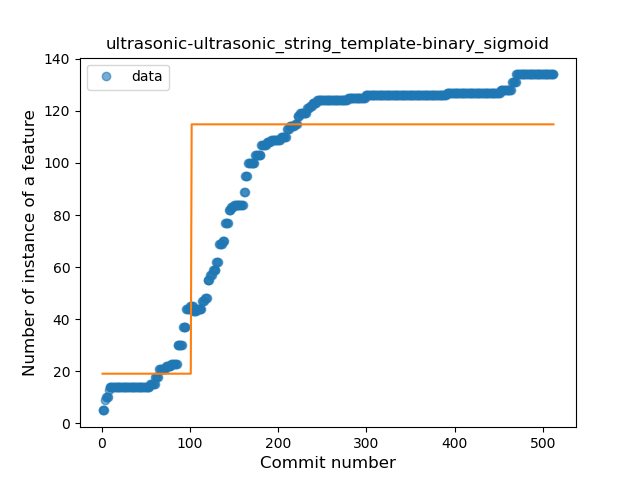 ultrasonic-ultrasonic_string_template-binary_sigmoid
data
Number of instance of a feature
140
120
100
80
60
40
20
0
0 100 200 300 400 500
Commit number